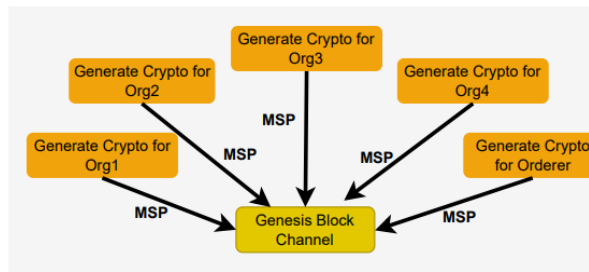 Generate Crypto for
Org3
Generate Crypto for
Org2
Generate Crypto for
Org4
MSP
Generate Crypto for
Org1
Generate Crypto
for Orderer
MSP
MSP
MSP
MSP
Genesis Block
Channel